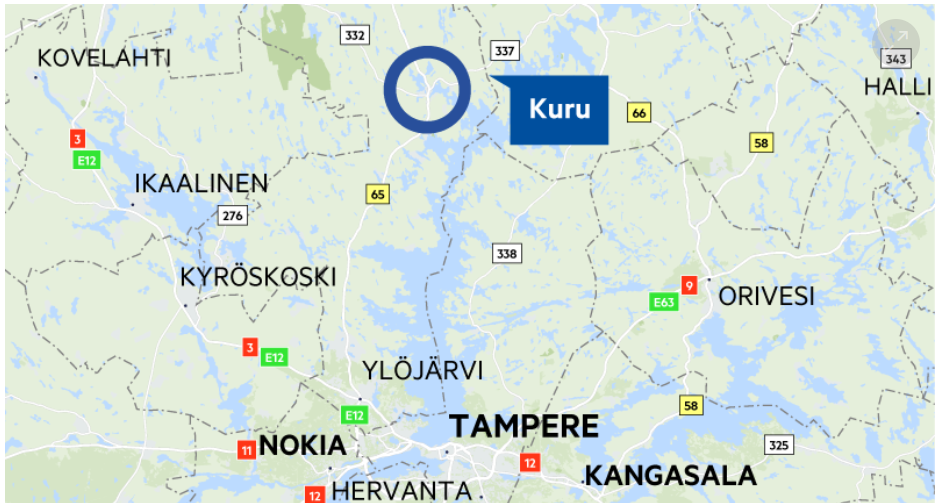 332
337
343
KOVELAHTI
HALLI
Kuru
66
3
58
E12
IKAALINEN
65
276
338
KYRÖSKOSKI
9
E63
ORIVESI
3
E12
YLÖJÄRVI
E12
58
TAMPERE
11
NOKIA
325
12
KANGASALA
12
HERVANTA